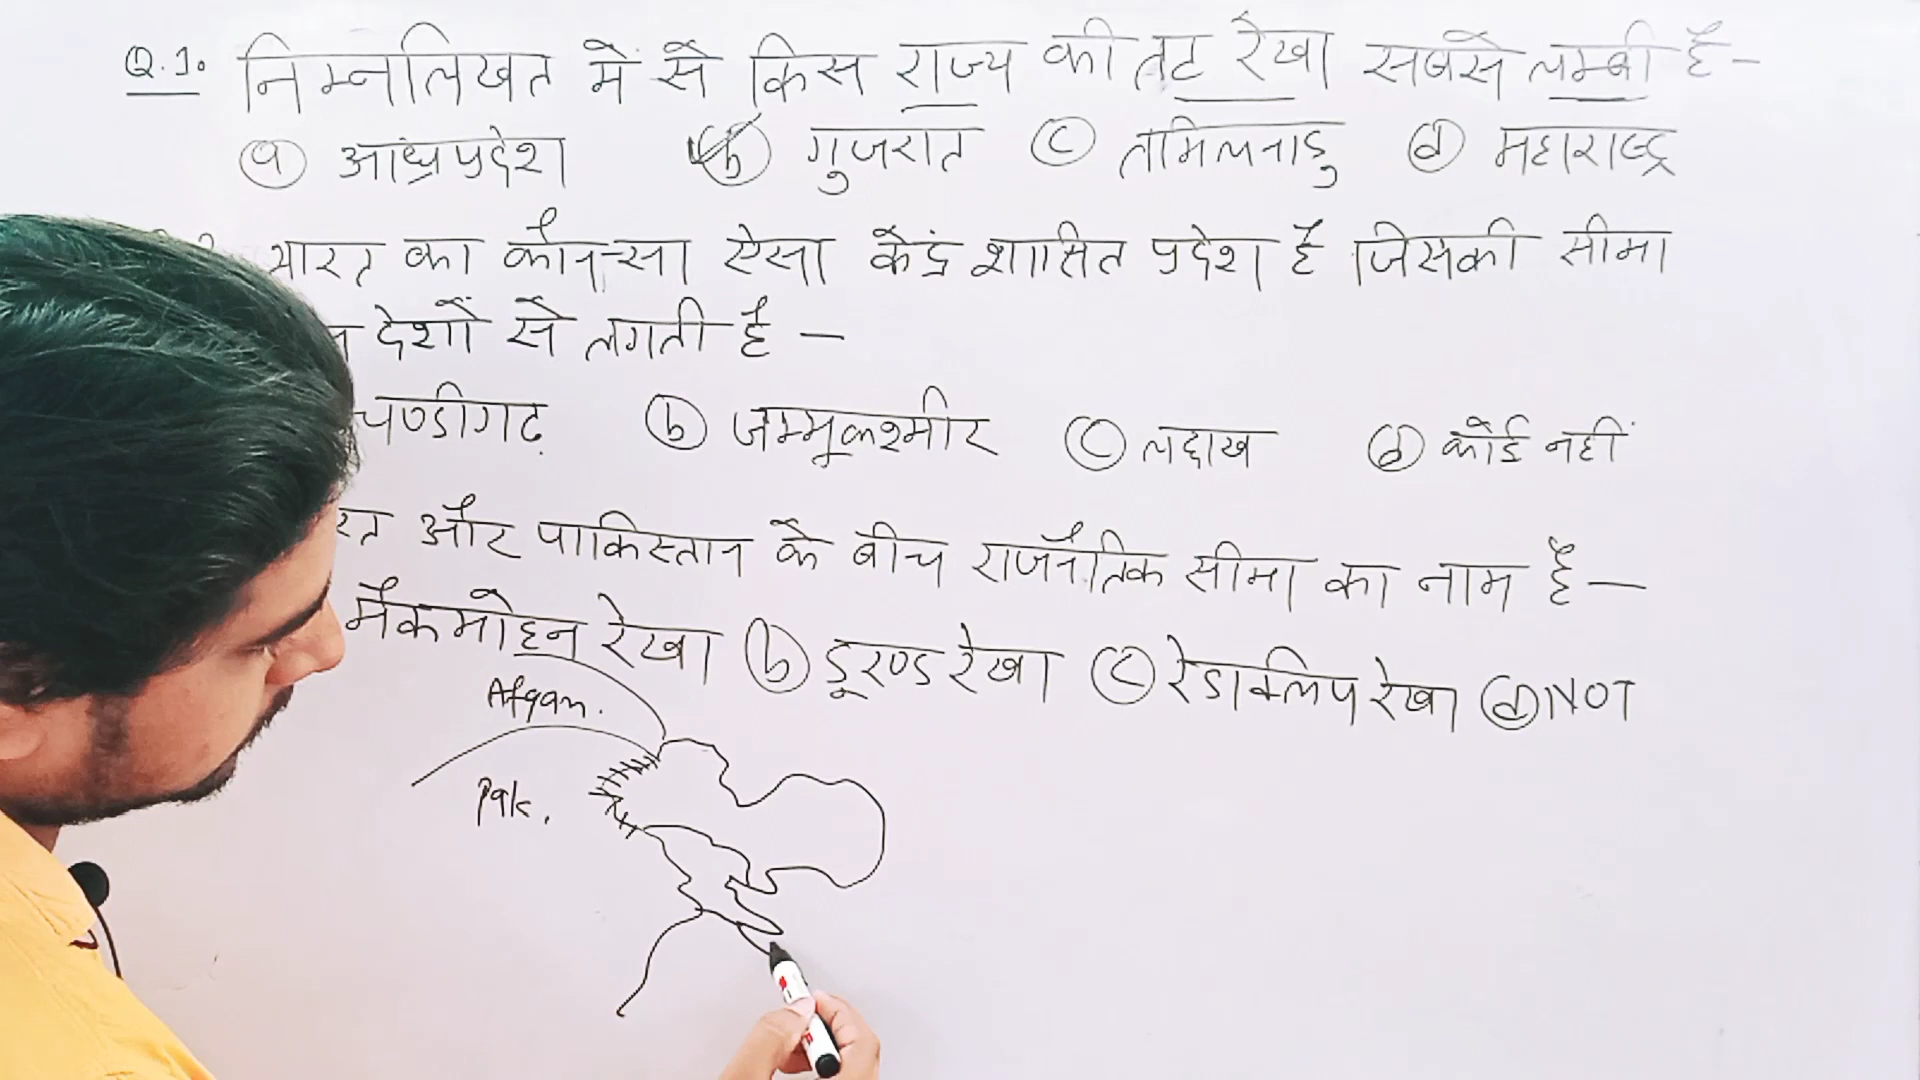 Q.1. निम्नलिखत में से किस राज्य की तट रेखा सबसे लम्बी है-
ⓐ आंध्रप्रदेश ⓑ गुजरात ⓒ तमिलनाडु ⓓ महाराष्ट्र
भारत का कौन-सा ऐसा केंद्र शासित प्रदेश है जिसकी सीमा
देशों से लगती है -
चण्डीगढ़ ⓑ जम्मूकश्मीर ⓒ लद्दाख ⓓ कोई नहीं
और पाकिस्तान के बीच राजनैतिक सीमा का नाम है -
मैकमोहन रेखा ⓑ डूरण्ड रेखा ⓒ रेडक्लिप रेखा ⓓ NOT
Afgan.
Pak.